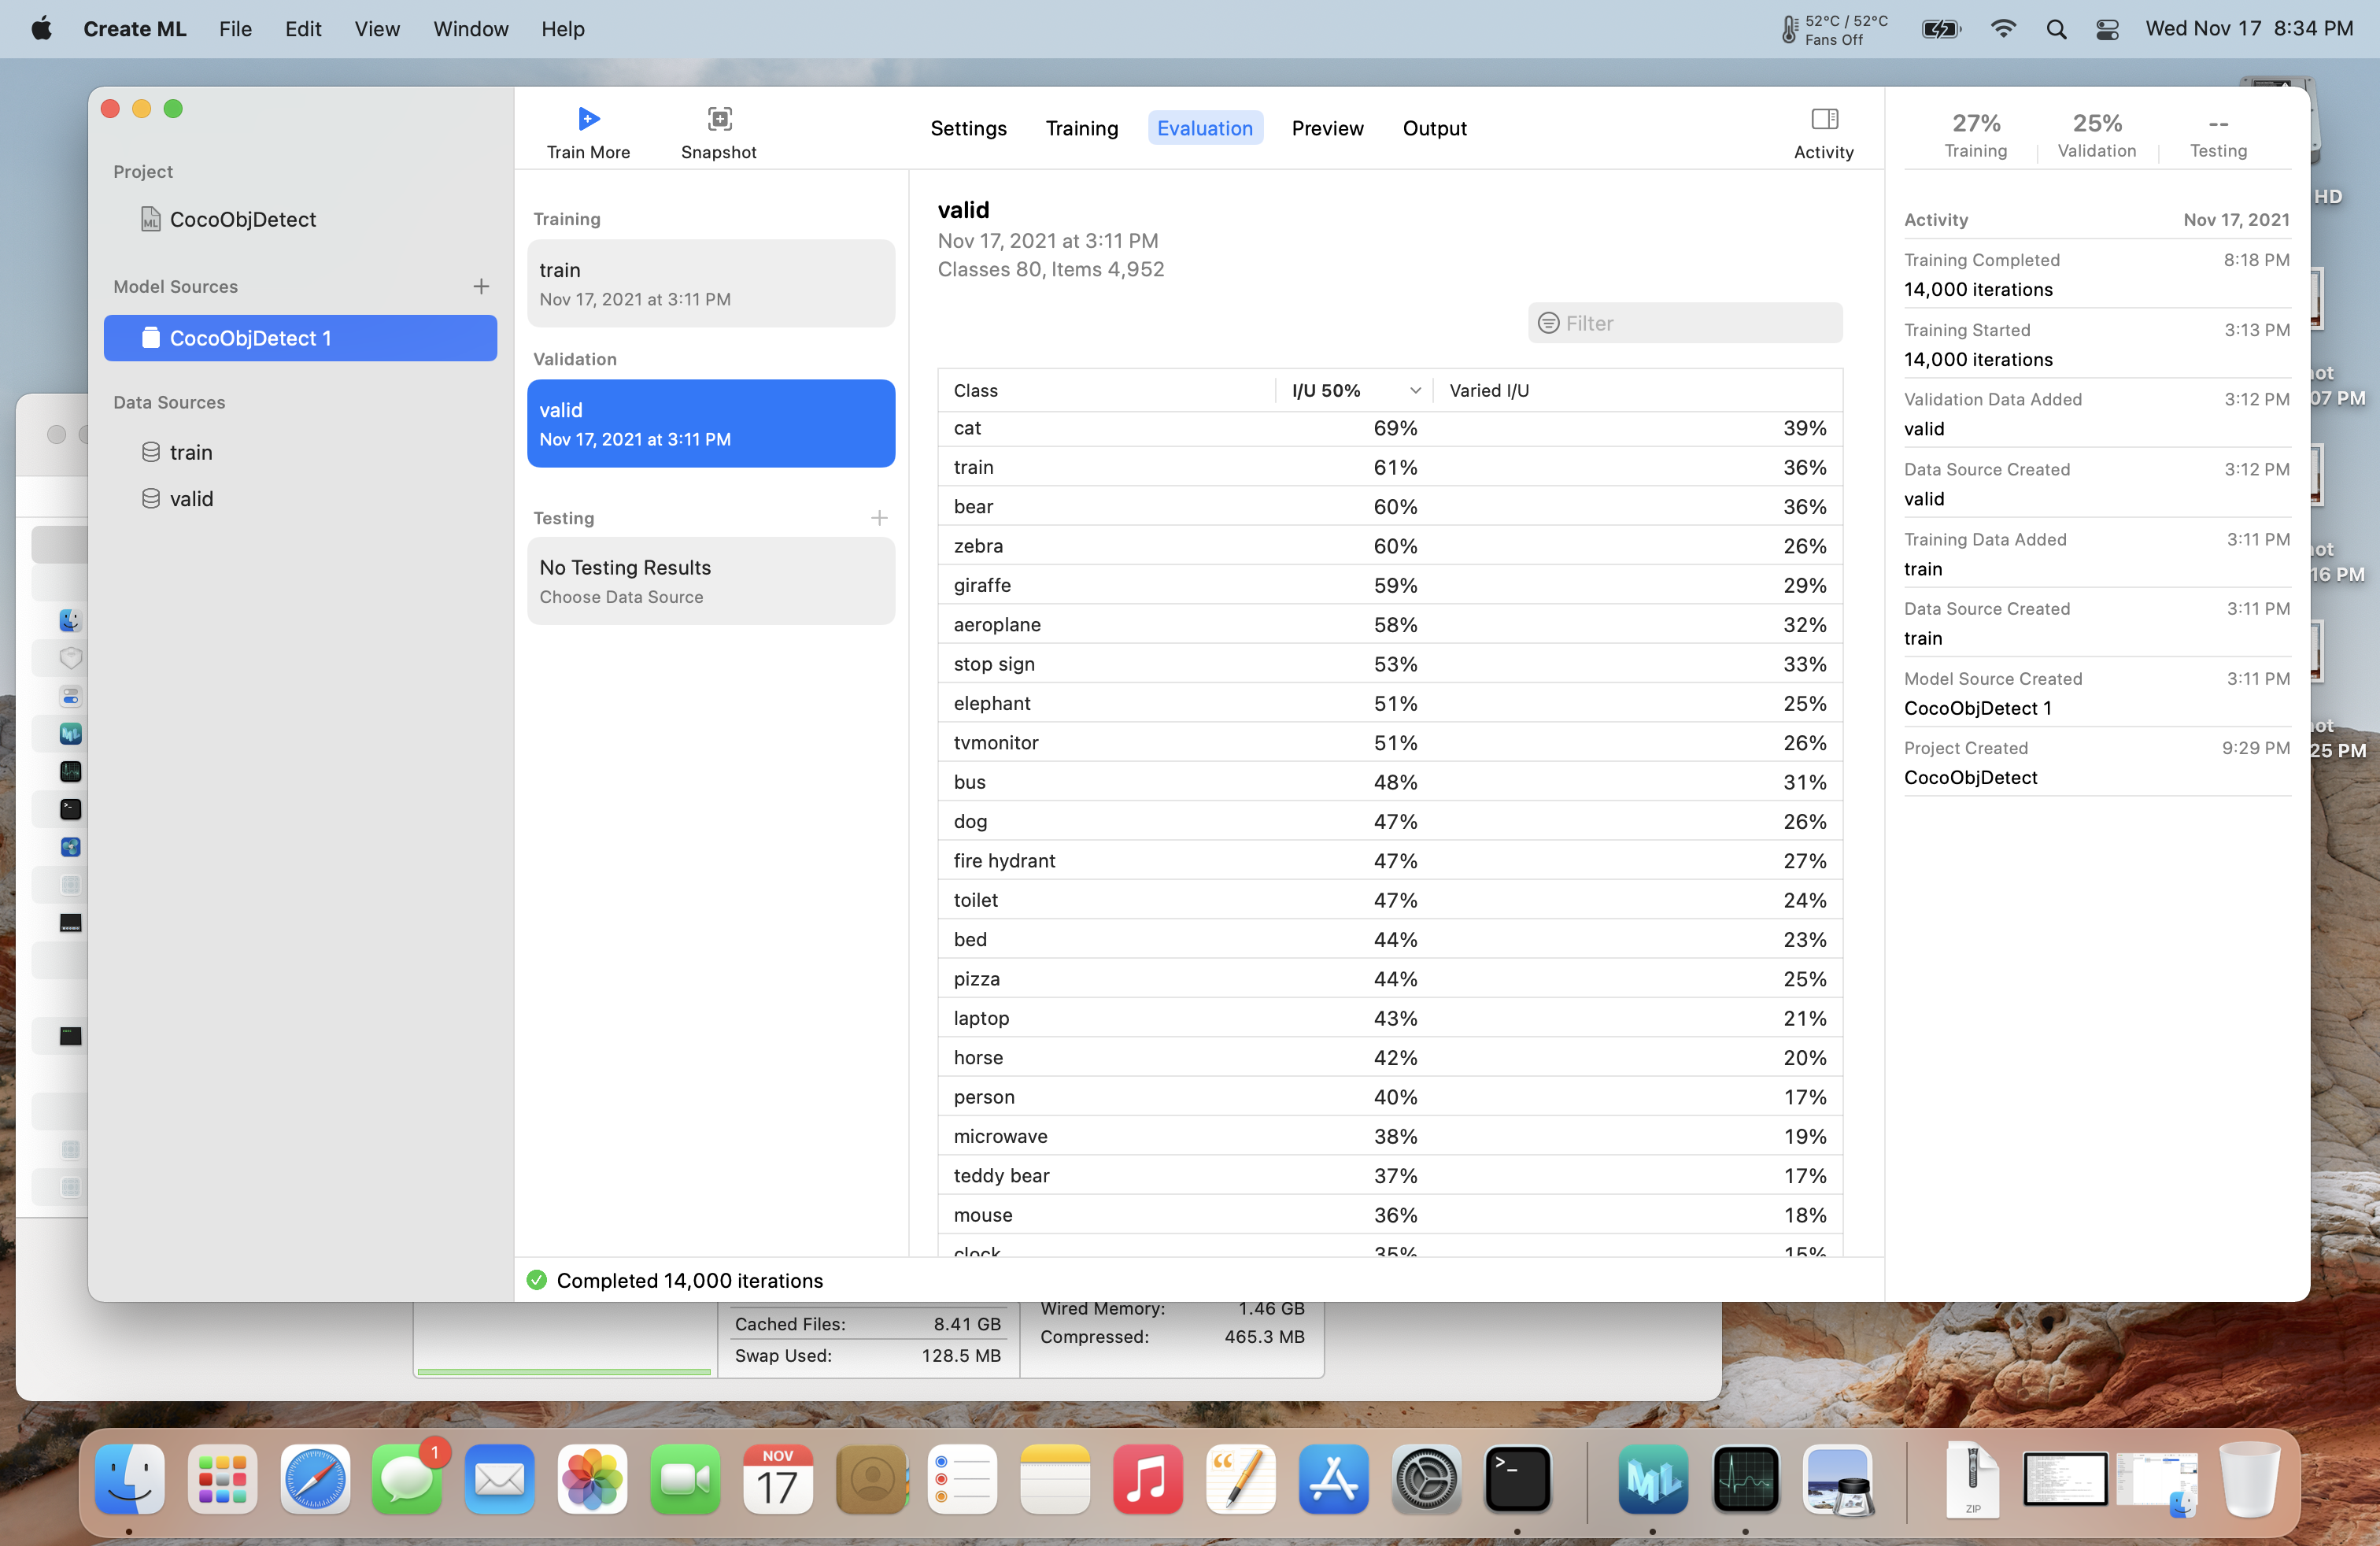 Create ML File Edit View Window Help
52°C / 52°C
Fans Off
Wed Nov 17 8:34 PM
Project
CocoObjDetect
Model Sources
CocoObjDetect 1
Data Sources
train
valid
Train More
Snapshot
Settings Training Evaluation Preview Output
Activity
Training
train
Nov 17, 2021 at 3:11 PM
Validation
valid
Nov 17, 2021 at 3:11 PM
Testing
No Testing Results
Choose Data Source
valid
Nov 17, 2021 at 3:11 PM
Classes 80, Items 4,952
Filter
Class I/U 50% Varied I/U
cat 69% 39%
train 61% 36%
bear 60% 36%
zebra 60% 26%
giraffe 59% 29%
aeroplane 58% 32%
stop sign 53% 33%
elephant 51% 25%
tvmonitor 51% 26%
bus 48% 31%
dog 47% 26%
fire hydrant 47% 27%
toilet 47% 24%
bed 44% 23%
pizza 44% 25%
laptop 43% 21%
horse 42% 20%
person 40% 17%
microwave 38% 19%
teddy bear 37% 17%
mouse 36% 18%
clock 35% 15%
Completed 14,000 iterations
27% 25% --
Training Validation Testing
Activity Nov 17, 2021
Training Completed 8:18 PM
14,000 iterations
Training Started 3:13 PM
14,000 iterations
Validation Data Added 3:12 PM
valid
Data Source Created 3:12 PM
valid
Training Data Added 3:11 PM
train
Data Source Created 3:11 PM
train
Model Source Created 3:11 PM
CocoObjDetect 1
Project Created 9:29 PM
CocoObjDetect
HD
07 PM
16 PM
25 PM
Cached Files: 8.41 GB
Swap Used: 128.5 MB
Wired Memory: 1.46 GB
Compressed: 465.3 MB
1
NOV
17
ML
ZIP